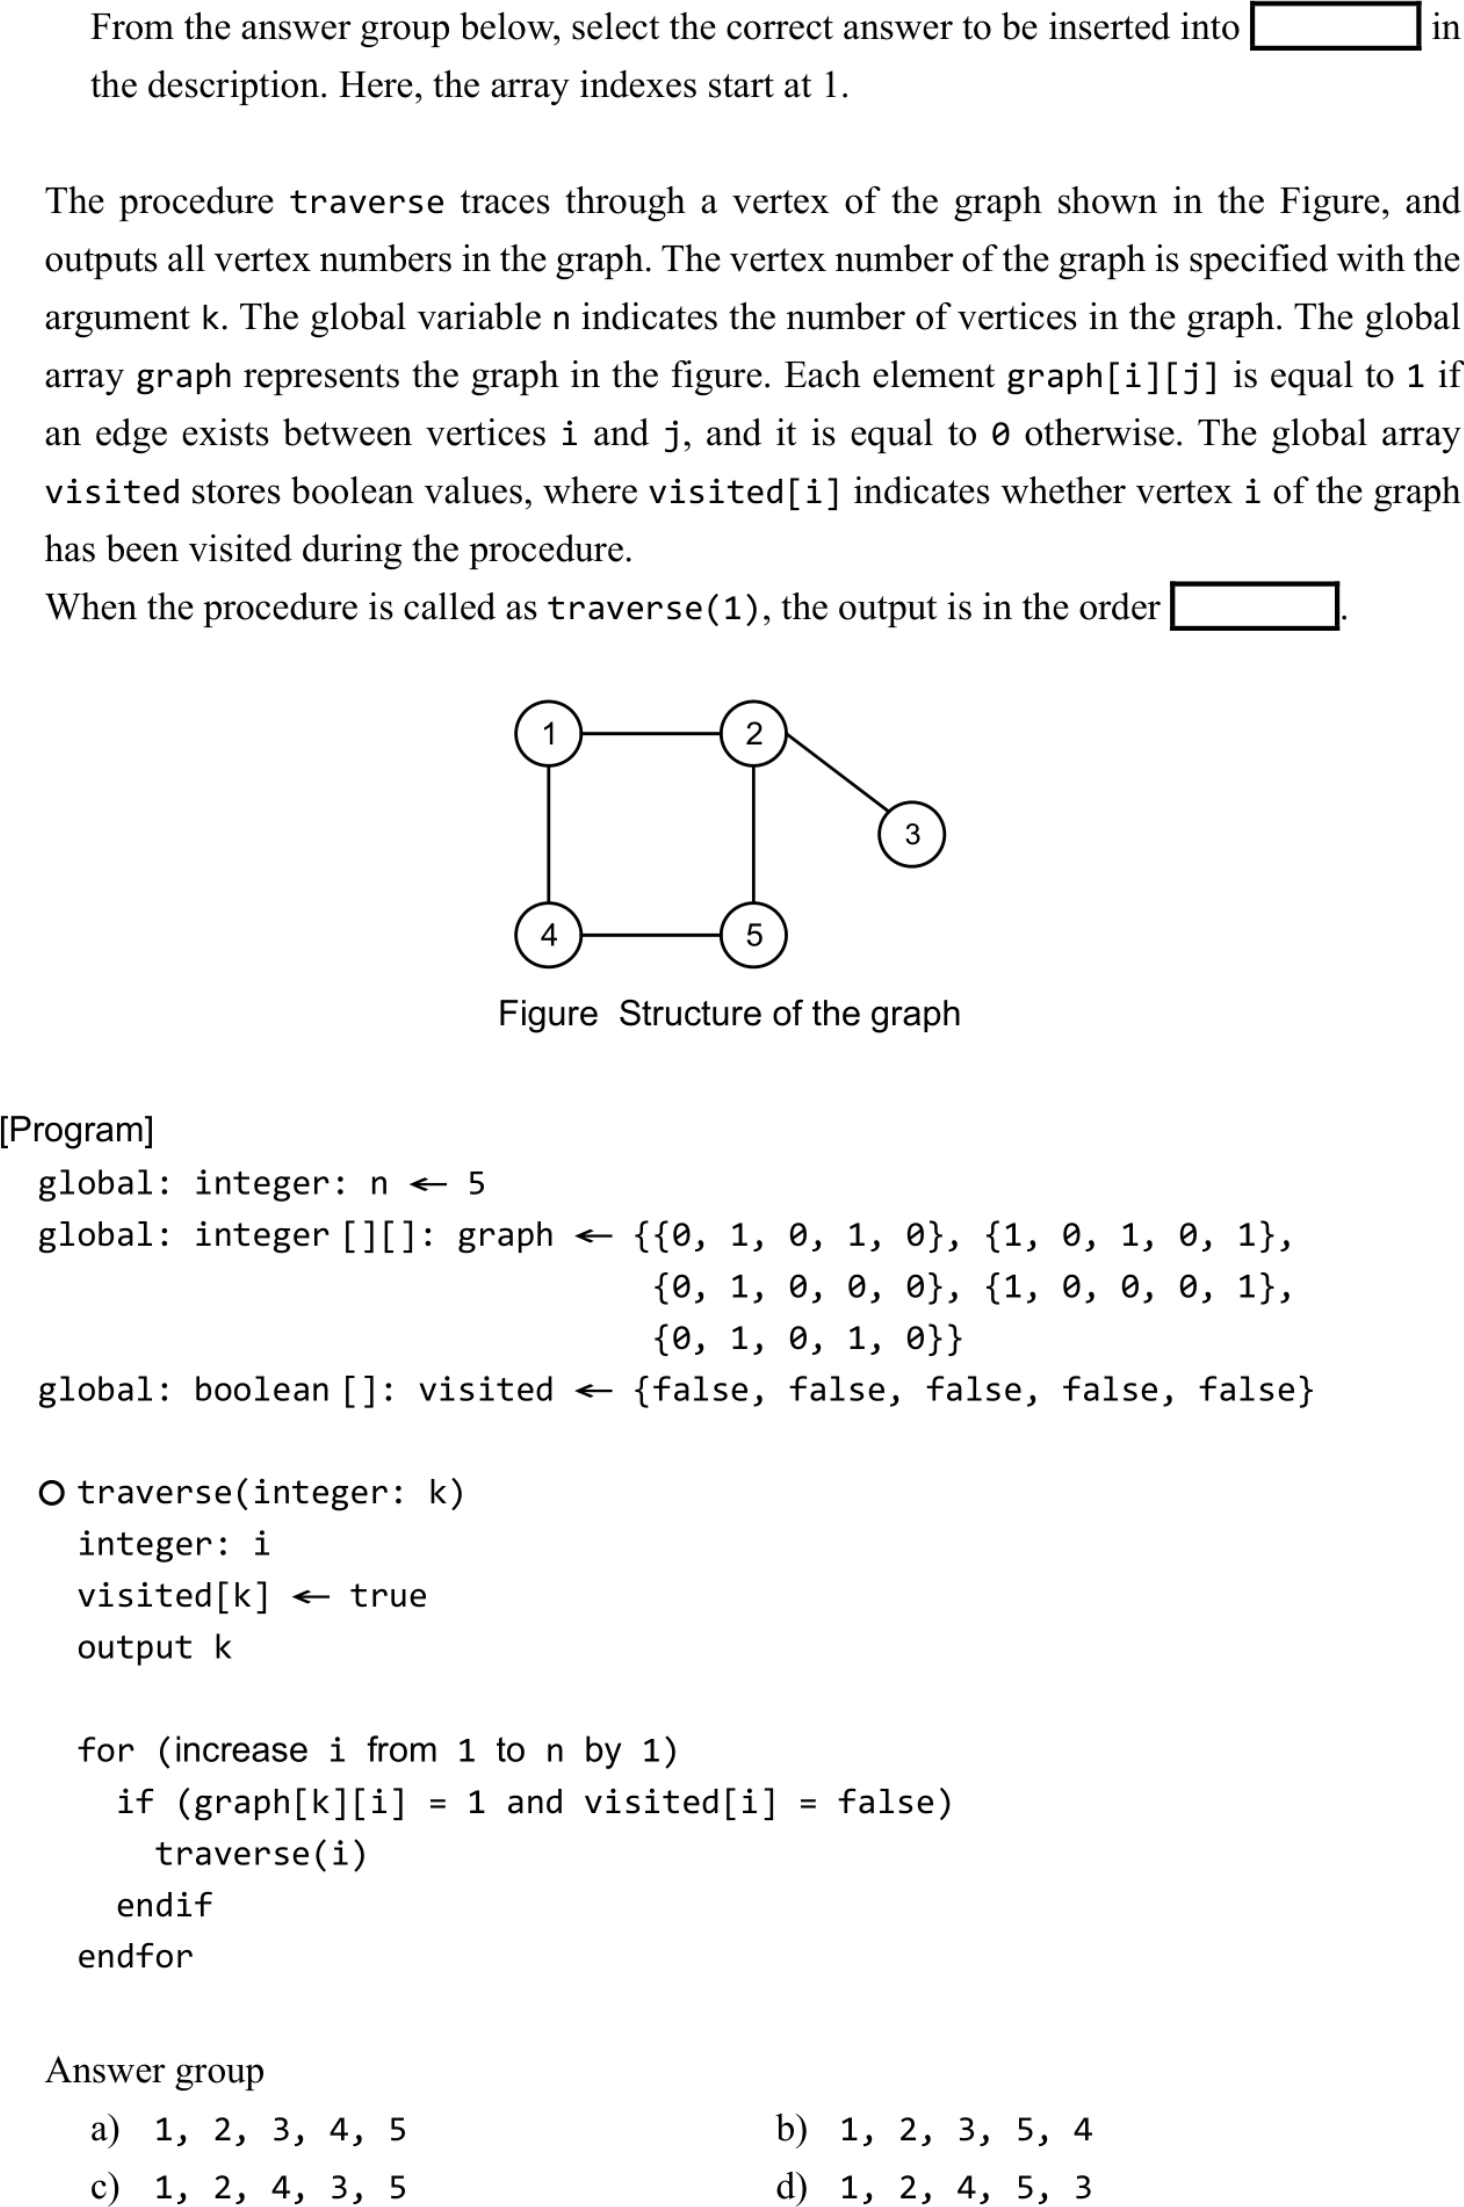 From the answer group below, select the correct answer to be inserted into in
the description. Here, the array indexes start at 1.
The procedure traverse traces through a vertex of the graph shown in the Figure, and
outputs all vertex numbers in the graph. The vertex number of the graph is specified with the
argument k. The global variable n indicates the number of vertices in the graph. The global
array graph represents the graph in the figure. Each element graph[i][j] is equal to 1 if
an edge exists between vertices i and j, and it is equal to 0 otherwise. The global array
visited stores boolean values, where visited[i] indicates whether vertex i of the graph
has been visited during the procedure.
When the procedure is called as traverse(1), the output is in the order .
1 2
3
4 5
Figure Structure of the graph
[Program]
global: integer: n ← 5
global: integer [][]: graph ← {{0, 1, 0, 1, 0}, {1, 0, 1, 0, 1},
{0, 1, 0, 0, 0}, {1, 0, 0, 0, 1},
{0, 1, 0, 1, 0}}
global: boolean []: visited ← {false, false, false, false, false}
○ traverse(integer: k)
integer: i
visited[k] ← true
output k
for (increase i from 1 to n by 1)
if (graph[k][i] = 1 and visited[i] = false)
traverse(i)
endif
endfor
Answer group
a) 1, 2, 3, 4, 5 b) 1, 2, 3, 5, 4
c) 1, 2, 4, 3, 5 d) 1, 2, 4, 5, 3